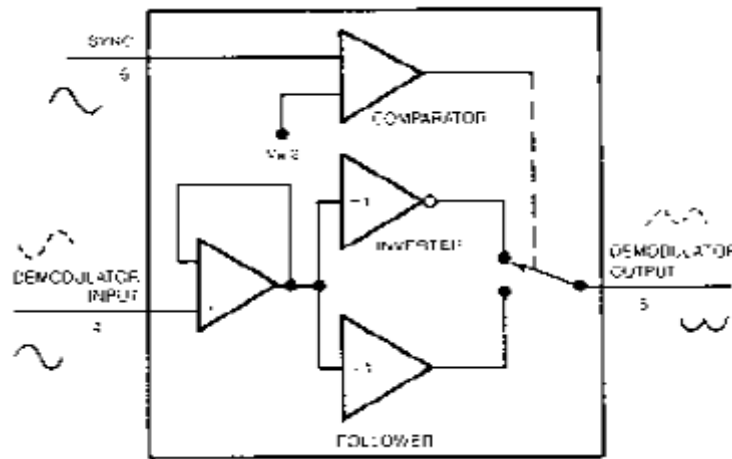 SYNC
6
COMPARATOR
INVERTER
DEMODULATOR
INPUT
4
DEMODULATOR
OUTPUT
5
FOLLOWER